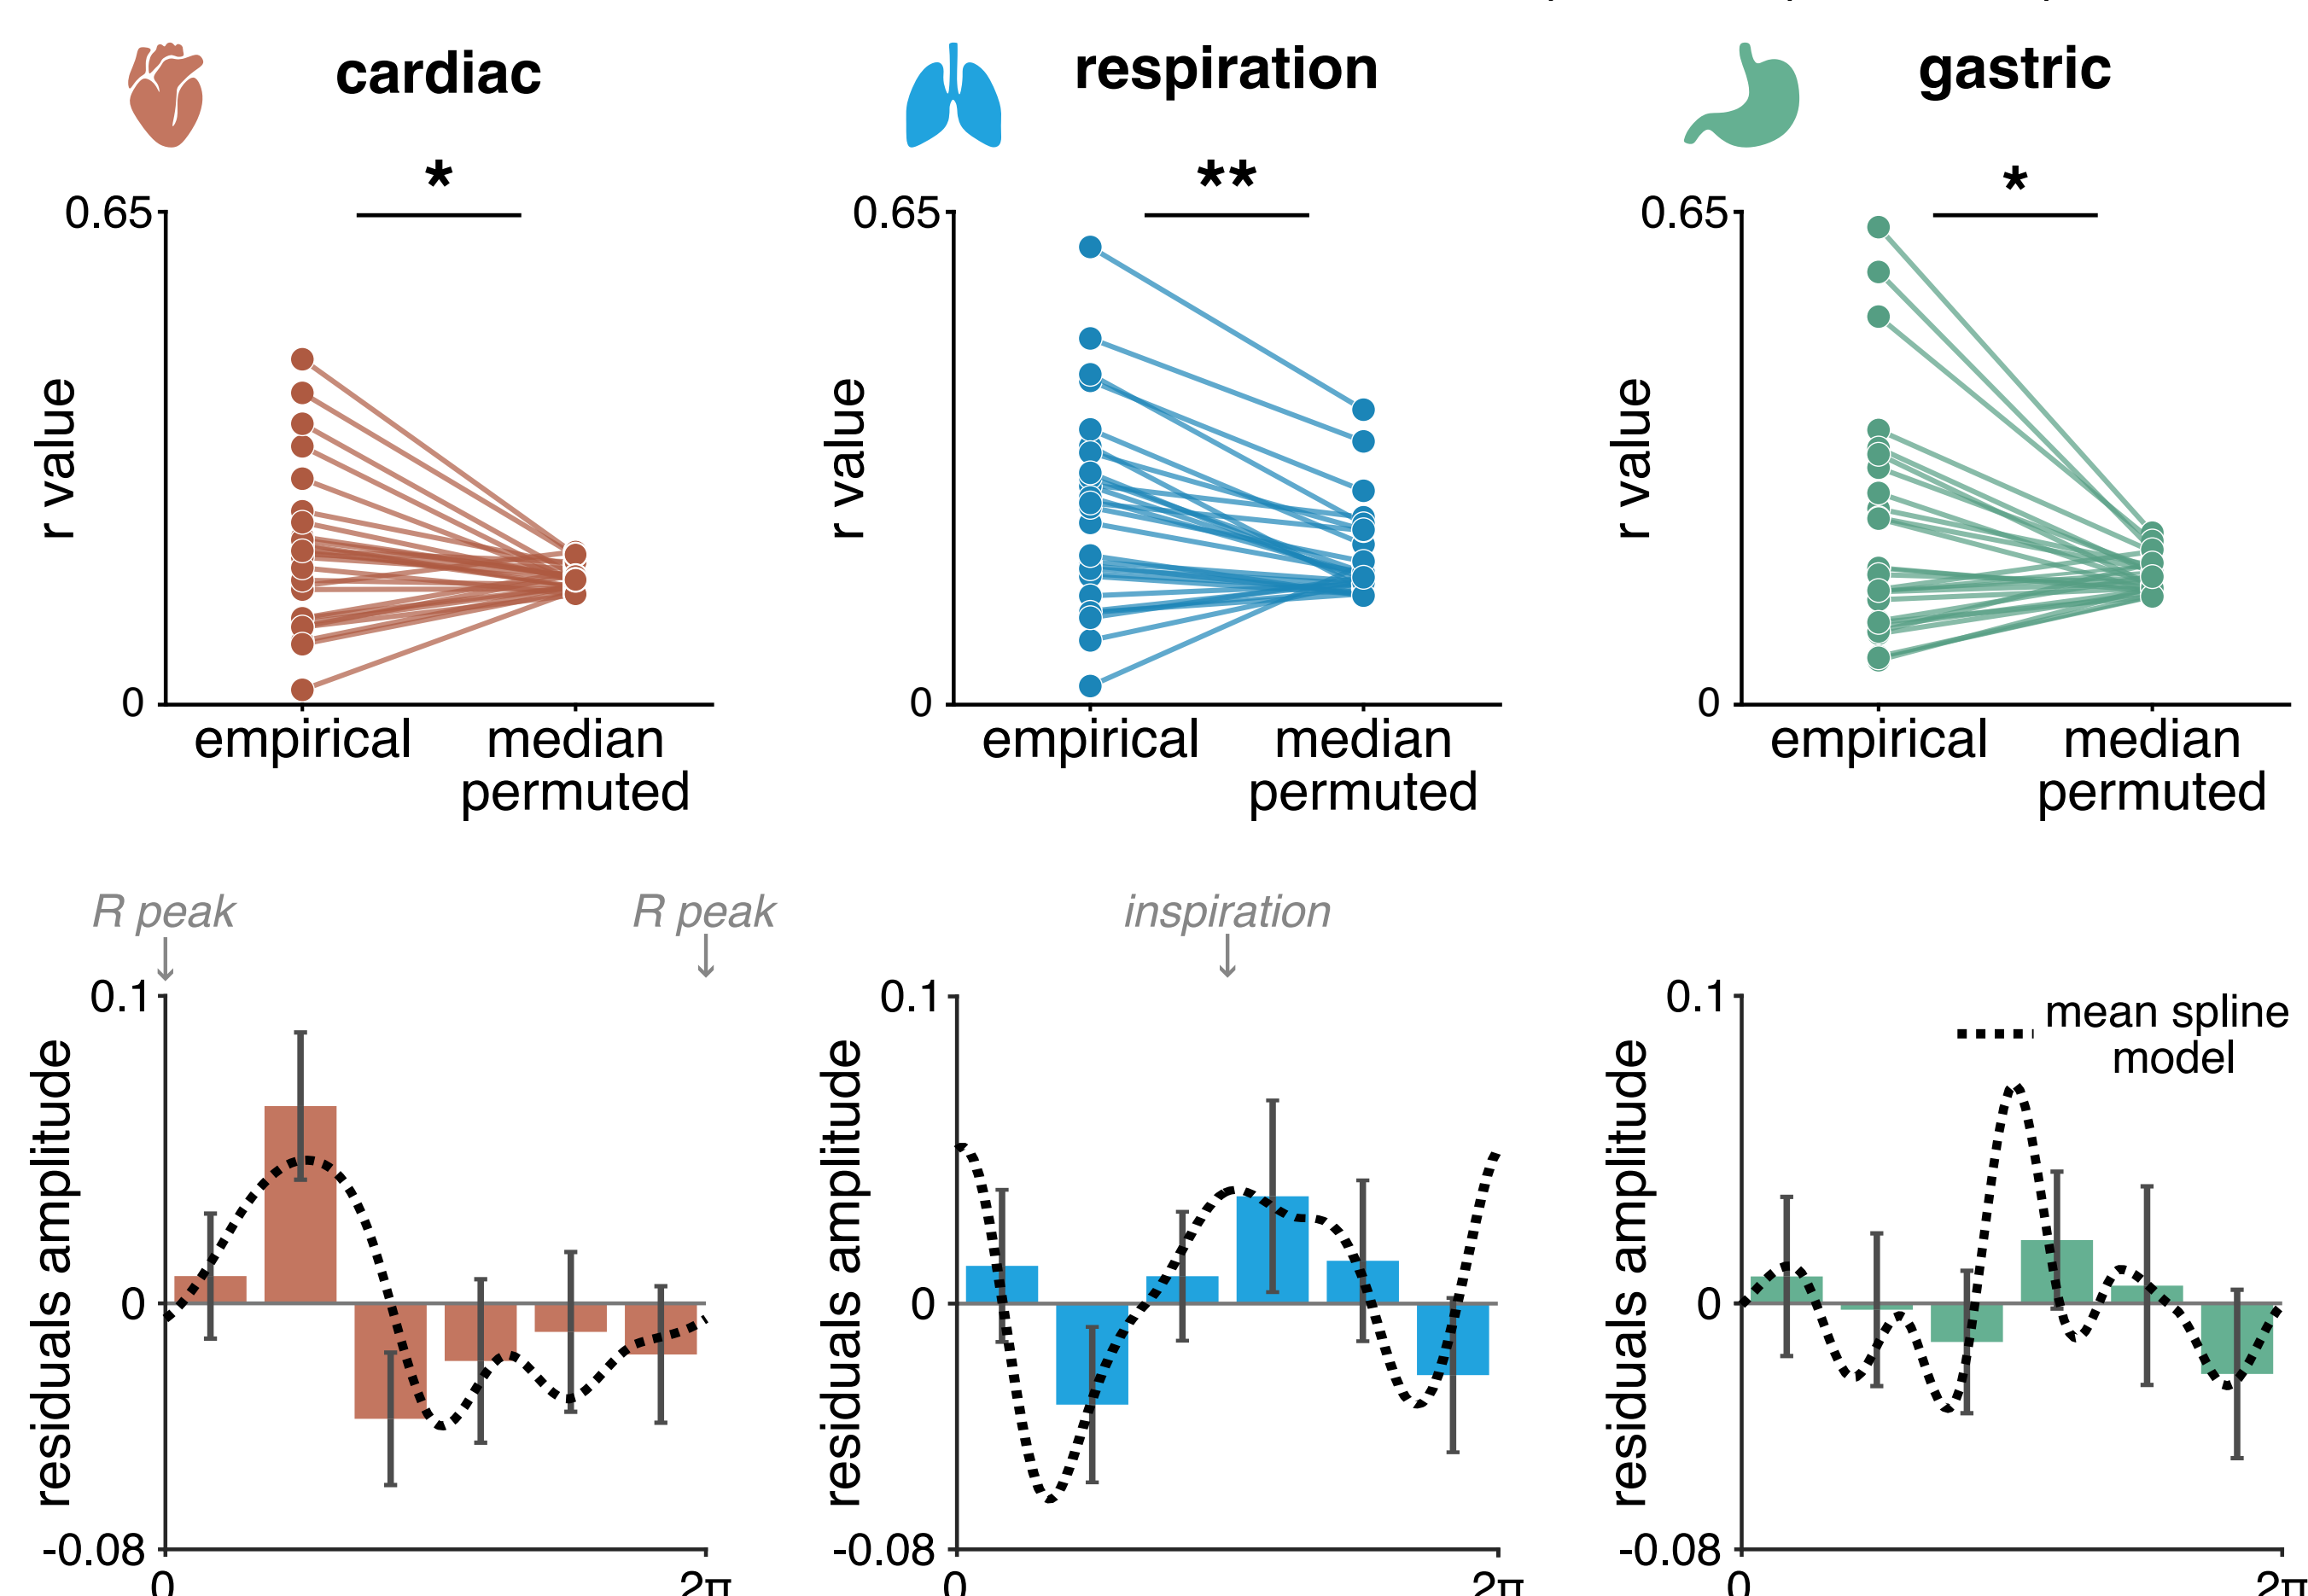 cardiac
respiration
gastric
*
**
*
0.65
0.65
0.65
r value
r value
r value
0
0
0
empirical
median
permuted
empirical
median
permuted
empirical
median
permuted
R peak
R peak
inspiration
0.1
0.1
0.1
mean spline
model
residuals amplitude
residuals amplitude
residuals amplitude
0
0
0
-0.08
-0.08
-0.08
0
2π
0
2π
0
2π